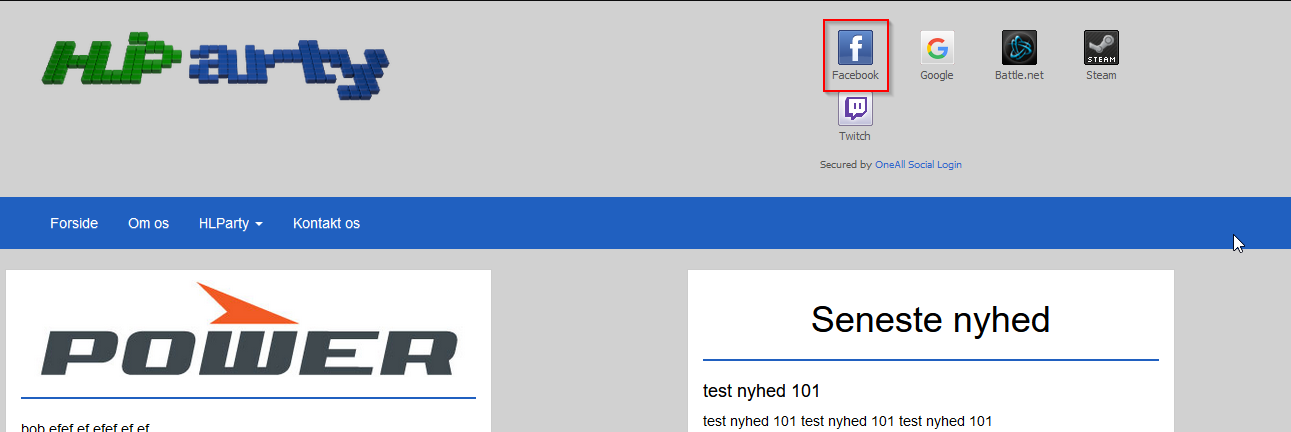 HLParty
Facebook Google Battle.net Steam
STEAM
Twitch
Secured by OneAll Social Login
Forside Om os HLParty Kontakt os
POWER
Seneste nyhed
test nyhed 101
test nyhed 101 test nyhed 101 test nyhed 101
bob efef ef efef ef ef